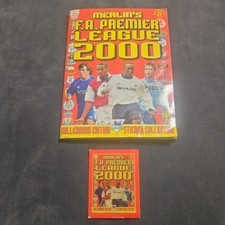 MERLIN'S
F.A. PREMIER
LEAGUE
2000
MERLIN'S
F.A. PREMIER
LEAGUE
2000